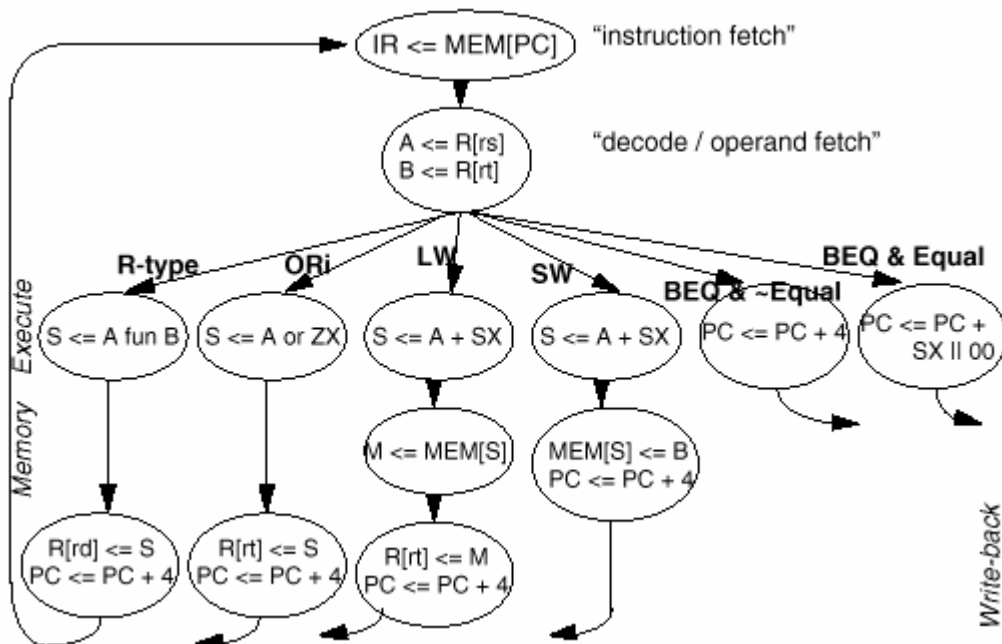 IR <= MEM[PC]
“instruction fetch”
A <= R[rs]
B <= R[rt]
“decode / operand fetch”
R-type
ORi
LW
SW
BEQ & ~Equal
BEQ & Equal
Execute
S <= A fun B
S <= A or ZX
S <= A + SX
S <= A + SX
PC <= PC + 4
PC <= PC +
SX || 00
Memory
M <= MEM[S]
MEM[S] <= B
PC <= PC + 4
Write-back
R[rd] <= S
PC <= PC + 4
R[rt] <= S
PC <= PC + 4
R[rt] <= M
PC <= PC + 4